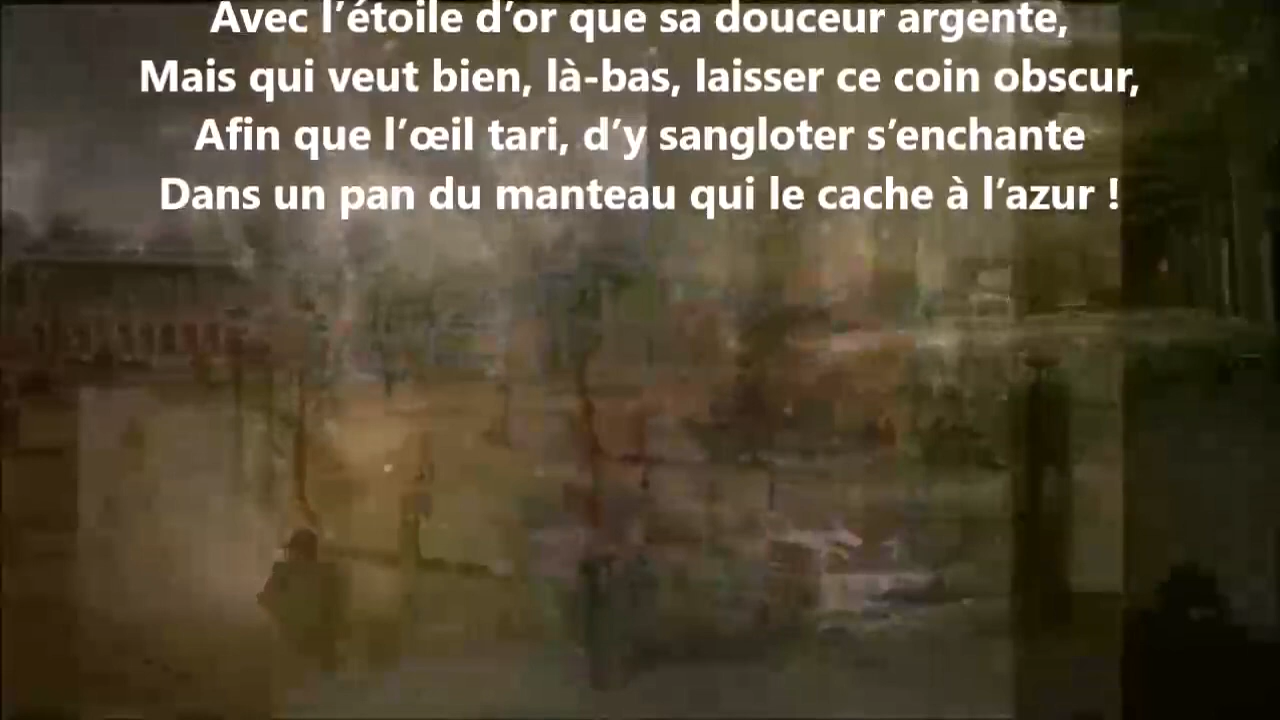 Avec l’étoile d’or que sa douceur argente,
Mais qui veut bien, là-bas, laisser ce coin obscur,
Afin que l’œil tari, d’y sangloter s’enchante
Dans un pan du manteau qui le cache à l’azur !